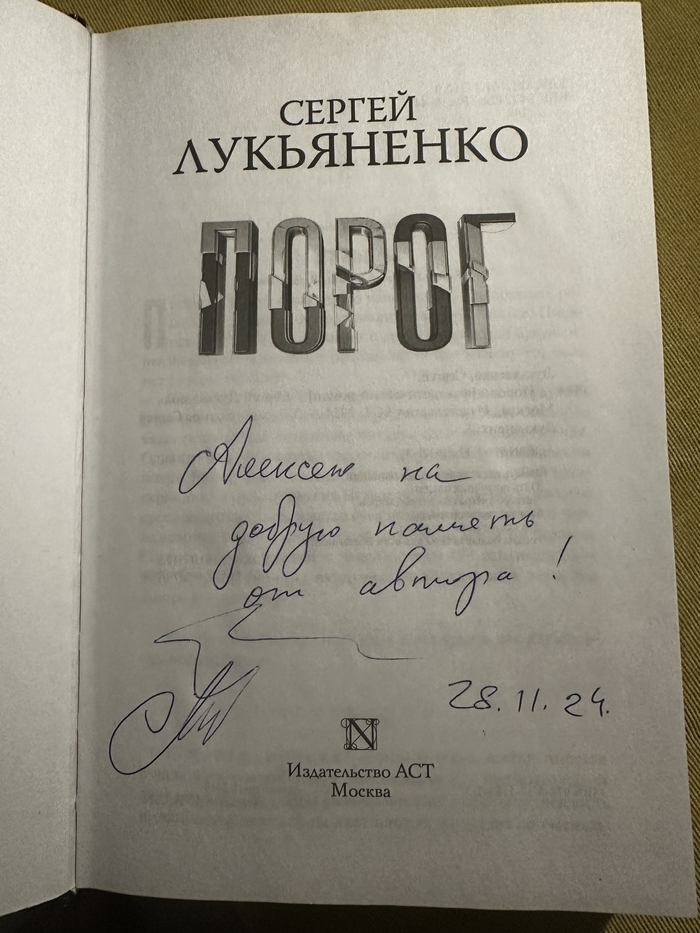 СЕРГЕЙ
ЛУКЬЯНЕНКО
ПОРОГ
Алексею на
добрую память
от автора!
28.11.24.
N
Издательство АСТ
Москва